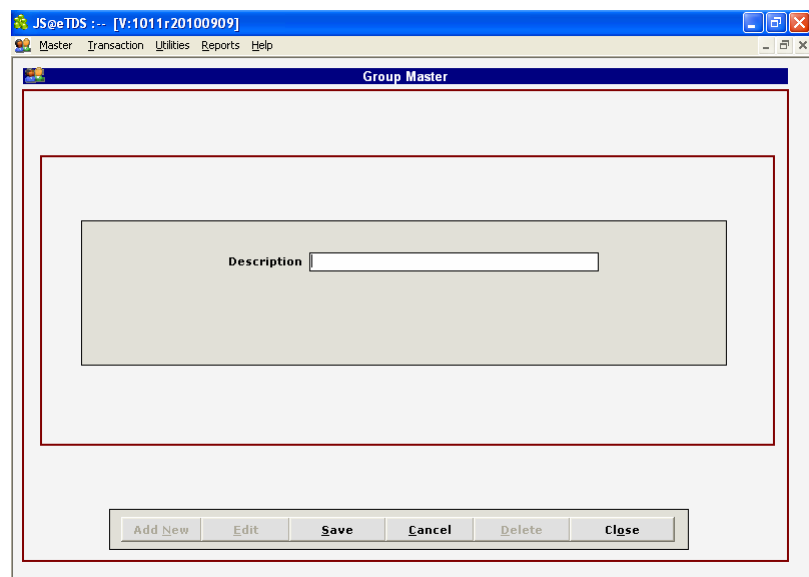 JS@eTDS :-- [V:1011r20100909]
Master Transaction Utilities Reports Help
Group Master
Description
Add New Edit Save Cancel Delete Close